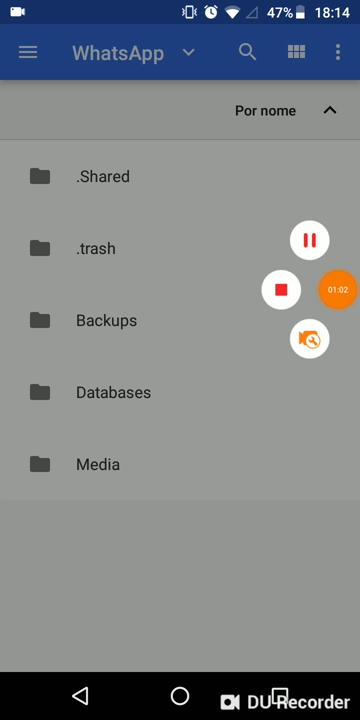 47% 18:14
WhatsApp
Por nome
.Shared
.trash
01:02
Backups
Databases
Media
DU Recorder